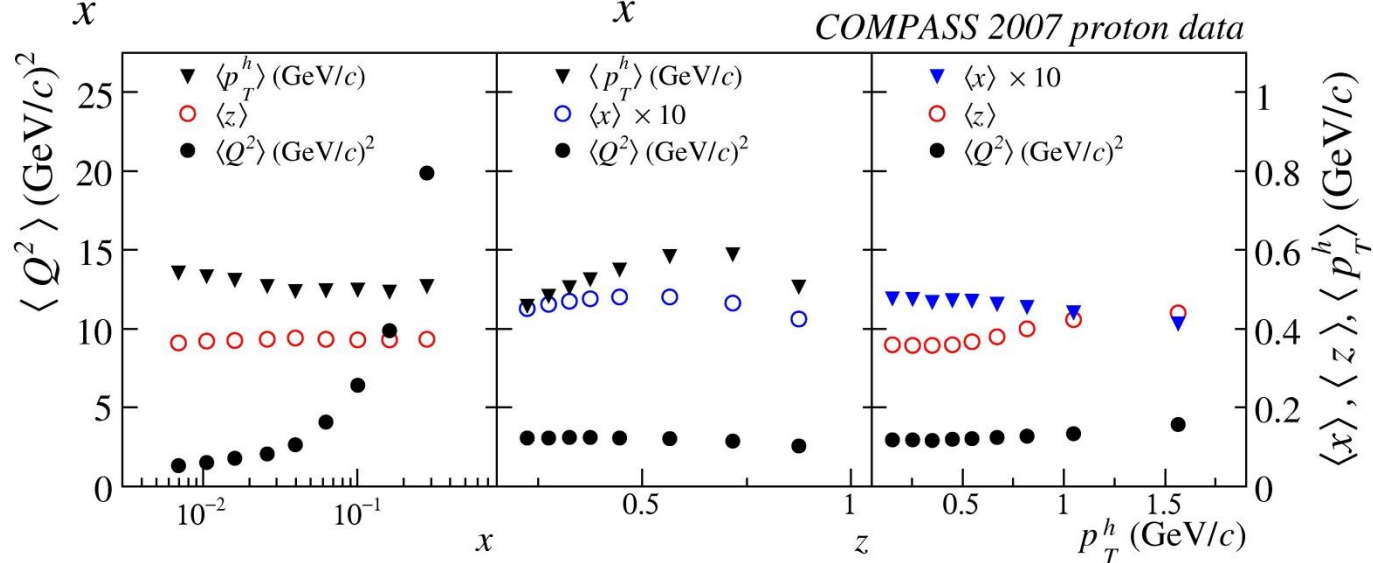 x x
COMPASS 2007 proton data
⟨Q²⟩ (GeV/c)²
25
20
15
10
5
0
⟨p_T^h⟩ (GeV/c)
⟨z⟩
⟨Q²⟩ (GeV/c)²
⟨p_T^h⟩ (GeV/c)
⟨x⟩ × 10
⟨Q²⟩ (GeV/c)²
⟨x⟩ × 10
⟨z⟩
⟨Q²⟩ (GeV/c)²
1
0.8
0.6
0.4
0.2
0
⟨x⟩, ⟨z⟩, ⟨p_T^h⟩ (GeV/c)
10⁻² 10⁻¹ 0.5 1 0.5 1 1.5
x z p_T^h (GeV/c)